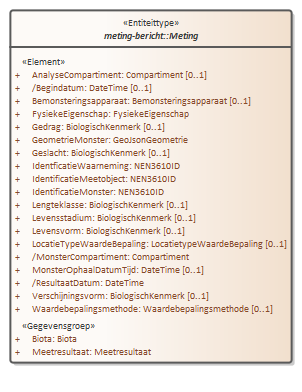 «Entiteittype»
meting-bericht::Meting
«Element»
+ AnalyseCompartiment: Compartiment [0..1]
+ /Begindatum: DateTime [0..1]
+ Bemonsteringsapparaat: Bemonsteringsapparaat [0..1]
+ FysiekeEigenschap: FysiekeEigenschap
+ Gedrag: BiologischKenmerk [0..1]
+ GeometrieMonster: GeoJsonGeometrie
+ Geslacht: BiologischKenmerk [0..1]
+ IdentficatieWaarneming: NEN3610ID
+ IdentificatieMeetobject: NEN3610ID
+ IdentificatieMonster: NEN3610ID
+ Lengteklasse: BiologischKenmerk [0..1]
+ Levensstadium: BiologischKenmerk [0..1]
+ Levensvorm: BiologischKenmerk [0..1]
+ LocatieTypeWaardeBepaling: LocatietypeWaardeBepaling [0..1]
+ /MonsterCompartiment: Compartiment
+ MonsterOphaalDatumTijd: DateTime [0..1]
+ /ResultaatDatum: DateTime
+ Verschijningsvorm: BiologischKenmerk [0..1]
+ Waardebepalingsmethode: Waardebepalingsmethode [0..1]
«Gegevensgroep»
+ Biota: Biota
+ Meetresultaat: Meetresultaat